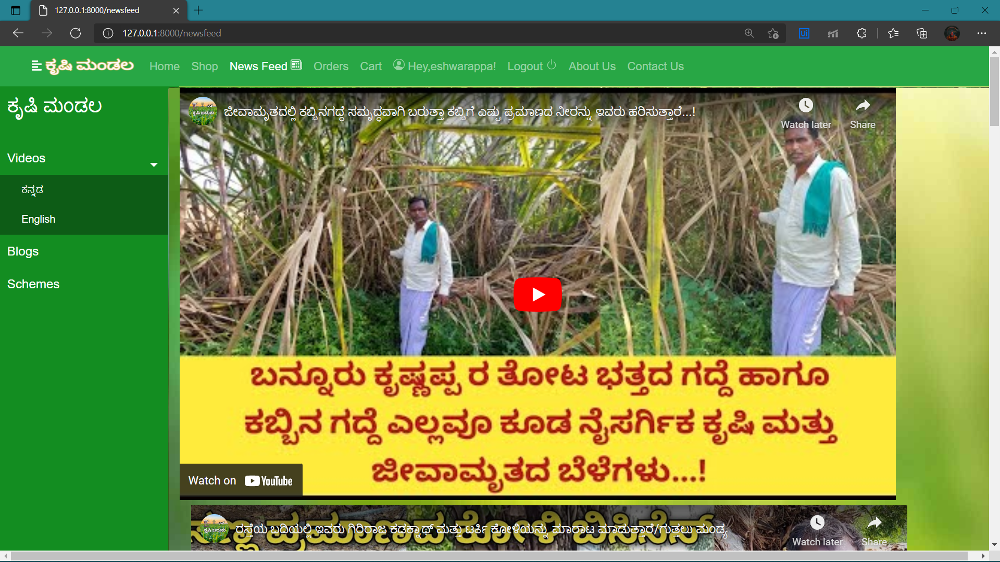 127.0.0.1:8000/newsfeed
127.0.0.1:8000/newsfeed
ಕೃಷಿ ಮಂಡಲ Home Shop News Feed Orders Cart Hey,eshwarappa! Logout About Us Contact Us
ಕೃಷಿ ಮಂಡಲ
Videos
ಕನ್ನಡ
English
Blogs
Schemes
ಕೃಷಿ ಬದುಕು
ಜೀವಾಮೃತದಲ್ಲಿ ಕಬ್ಬಿನಗದ್ದೆ ಸಮೃದ್ಧವಾಗಿ ಬರುತ್ತಾ ಕಬ್ಬಿಗೆ ಎಷ್ಟು ಪ್ರಮಾಣದ ನೀರನ್ನು ಇವರು ಹರಿಸುತ್ತಾರೆ...!
Watch later Share
ಬನ್ನೂರು ಕೃಷ್ಣಪ್ಪ ರ ತೋಟ ಭತ್ತದ ಗದ್ದೆ ಹಾಗೂ
ಕಬ್ಬಿನ ಗದ್ದೆ ಎಲ್ಲವೂ ಕೂಡ ನೈಸರ್ಗಿಕ ಕೃಷಿ ಮತ್ತು
ಜೀವಾಮೃತದ ಬೆಳೆಗಳು...!
Watch on YouTube
ಕೃಷಿ ಬದುಕು
ರಸ್ತೆಯ ಬದಿಯಲ್ಲಿ ಇವರು ಗಿರಿರಾಜ ಕಡಕ್ನಾಥ್ ಮತ್ತು ಟರ್ಕಿ ಕೋಳಿಯನ್ನು ಮಾರಾಟ ಮಾಡುತ್ತಾರೆ/ಗುತ್ತಲು ಮಂಡ್ಯ
Watch later Share